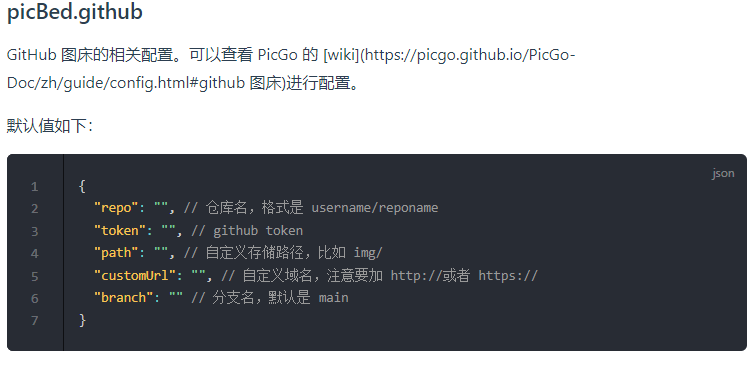 picBed.github
GitHub 图床的相关配置。可以查看 PicGo 的 [wiki](https://picgo.github.io/PicGo-
Doc/zh/guide/config.html#github 图床)进行配置。
默认值如下：
json
1 {
2 "repo": "", // 仓库名，格式是 username/reponame
3 "token": "", // github token
4 "path": "", // 自定义存储路径，比如 img/
5 "customUrl": "", // 自定义域名，注意要加 http://或者 https://
6 "branch": "" // 分支名，默认是 main
7 }